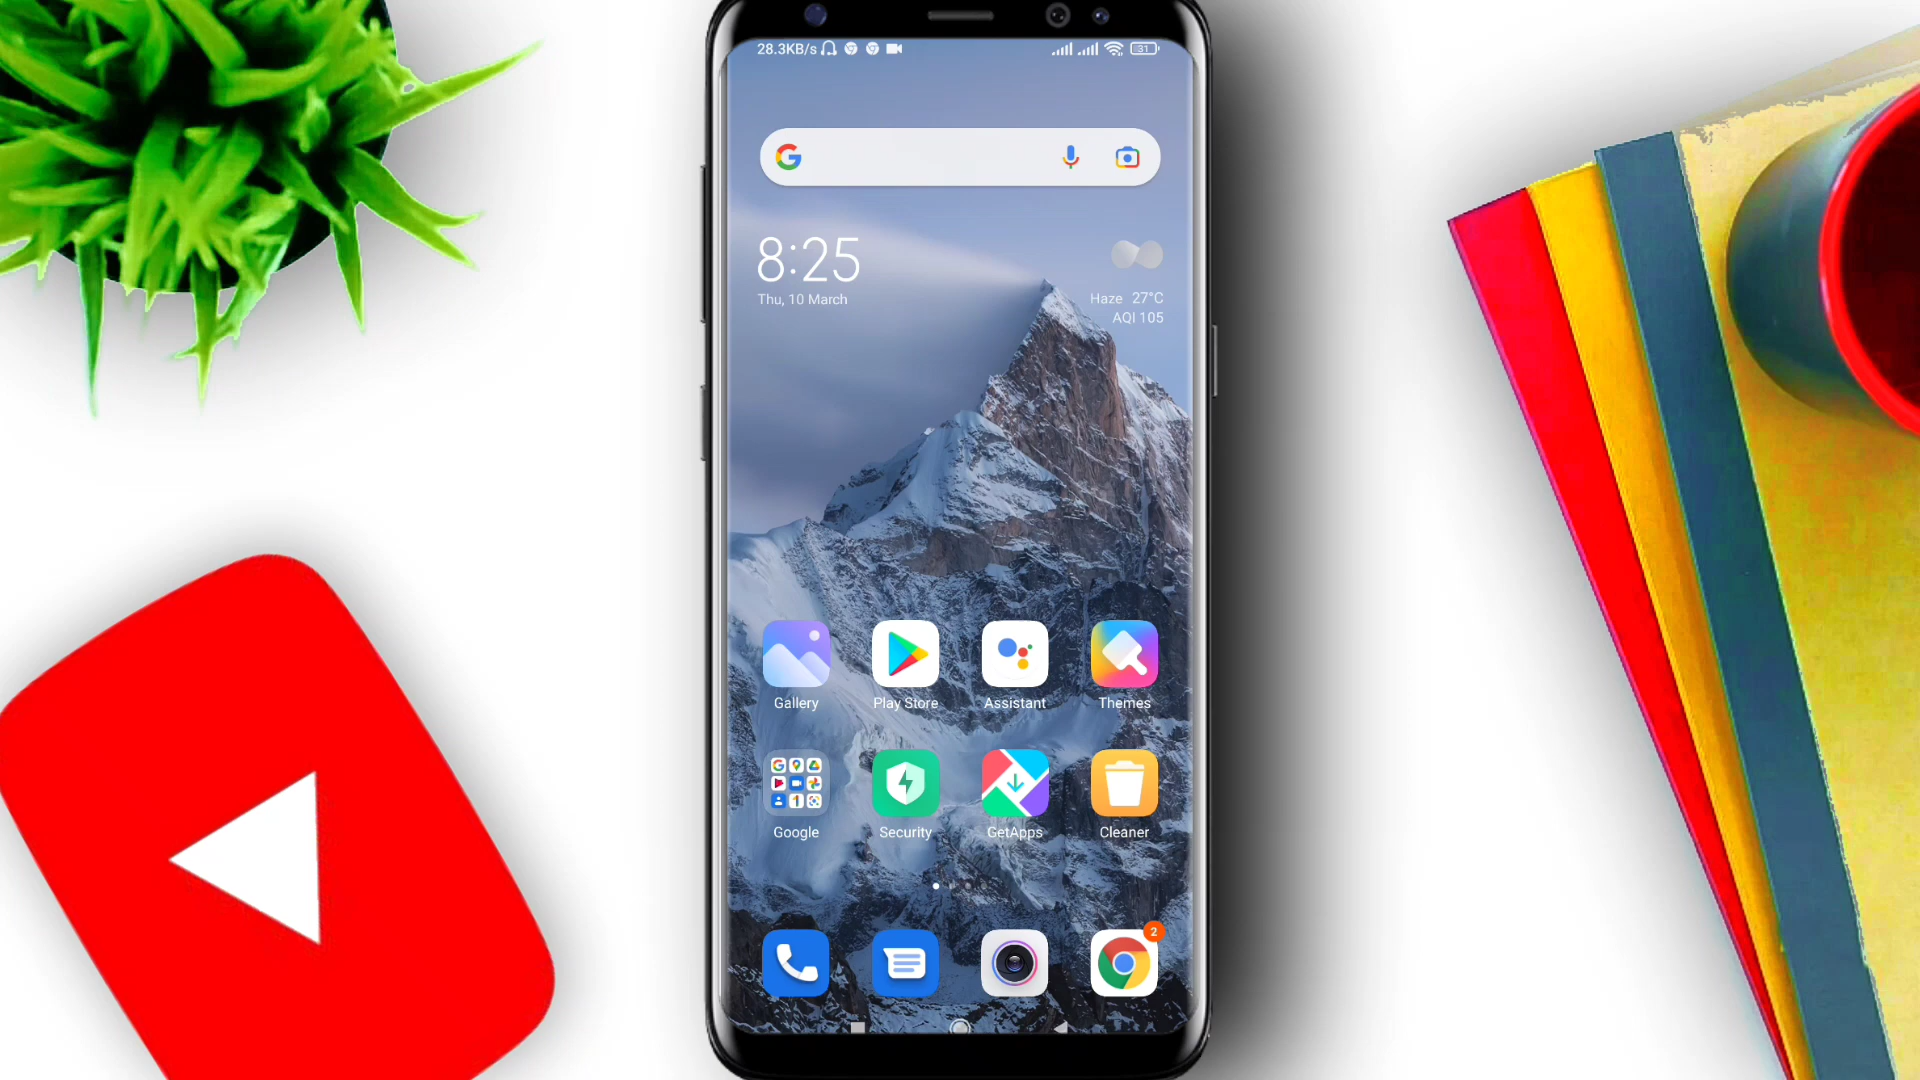 28.3KB/s
31
8:25
Thu, 10 March
Haze 27°C
AQI 105
Gallery
Play Store
Assistant
Themes
Google
Security
GetApps
Cleaner
2